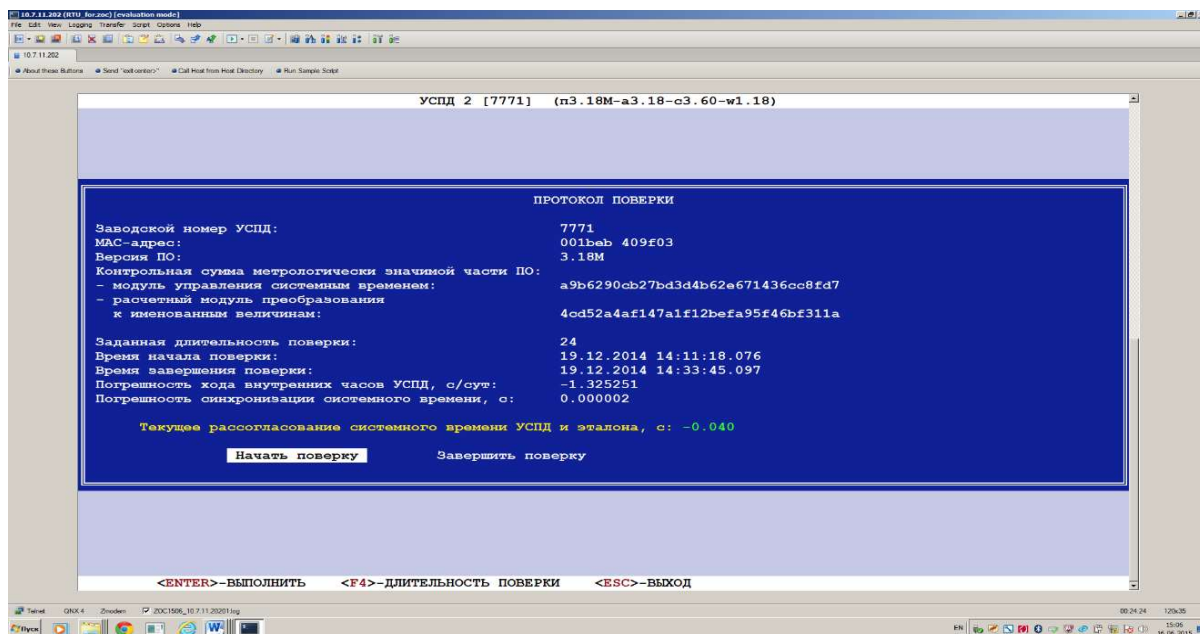 10.7.11.202 (RTU_for.zoc) [evaluation mode]
File Edit View Logging Transfer Script Options Help
10.7.11.202
About these Buttons Send "exit<enter>" Call Host from Host Directory Run Sample Script
УСПД 2 [7771] (п3.18М-а3.18-с3.60-w1.18)
ПРОТОКОЛ ПОВЕРКИ
Заводской номер УСПД: 7771
МАС-адрес: 001beb 409f03
Версия ПО: 3.18М
Контрольная сумма метрологически значимой части ПО:
- модуль управления системным временем: a9b6290cb27bd3d4b62e671436cc8fd7
- расчетный модуль преобразования
к именованным величинам: 4cd52a4af147a1f12befa95f46bf311a
Заданная длительность поверки: 24
Время начала поверки: 19.12.2014 14:11:18.076
Время завершения поверки: 19.12.2014 14:33:45.097
Погрешность хода внутренних часов УСПД, с/сут: -1.325251
Погрешность синхронизации системного времени, с: 0.000002
Текущее рассогласование системного времени УСПД и эталона, с: -0.040
Начать поверку Завершить поверку
<ENTER>-ВЫПОЛНИТЬ <F4>-ДЛИТЕЛЬНОСТЬ ПОВЕРКИ <ESC>-ВЫХОД
Telnet QNX4 Zmodem ZOC1506_10.7.11.20201.log 00:24:24 120x35
Пуск EN 15:06
16.06.2015